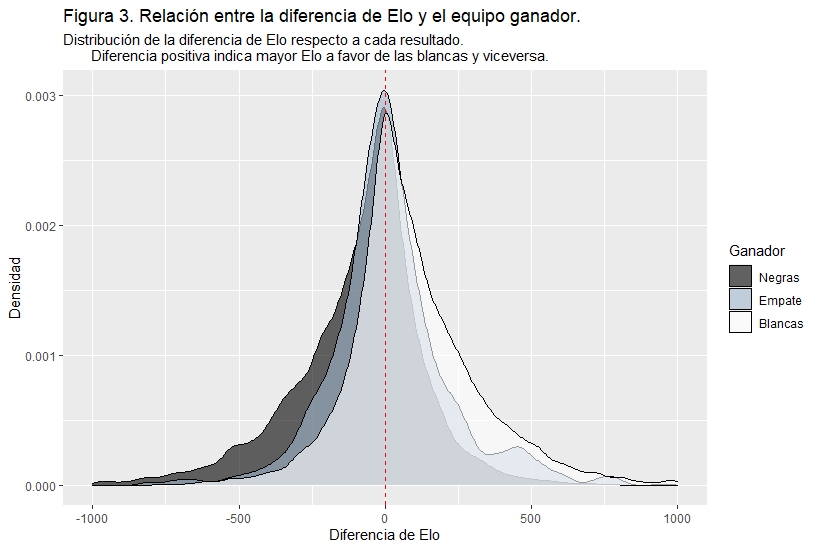 Figura 3. Relación entre la diferencia de Elo y el equipo ganador.
Distribución de la diferencia de Elo respecto a cada resultado.
Diferencia positiva indica mayor Elo a favor de las blancas y viceversa.
0.003
0.002
0.001
0.000
Densidad
-1000
-500
0
500
1000
Diferencia de Elo
Ganador
Negras
Empate
Blancas